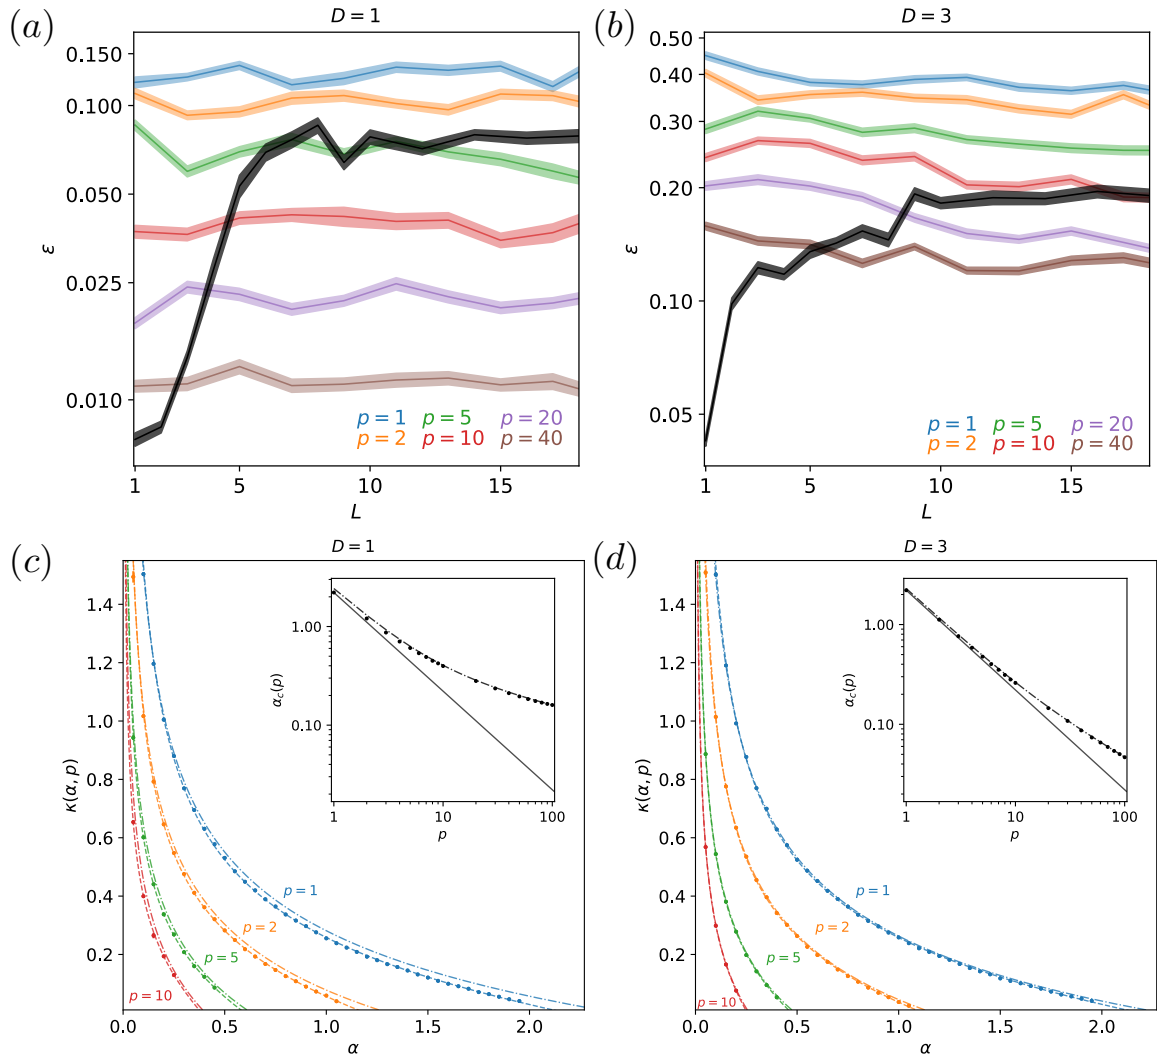 (a)
D = 1
0.150
0.100
0.050
0.025
0.010
ε
p = 1 p = 5 p = 20
p = 2 p = 10 p = 40
1 5 10 15
L
(b)
D = 3
0.50
0.40
0.30
0.20
0.10
0.05
ε
p = 1 p = 5 p = 20
p = 2 p = 10 p = 40
1 5 10 15
L
(c)
D = 1
1.4
1.2
1.0
0.8
0.6
0.4
0.2
κ(α, p)
1.00
0.10
α_c(p)
1 10 100
p
p = 1
p = 2
p = 5
p = 10
0.0 0.5 1.0 1.5 2.0
α
(d)
D = 3
1.4
1.2
1.0
0.8
0.6
0.4
0.2
κ(α, p)
1.00
0.10
α_c(p)
1 10 100
p
p = 1
p = 2
p = 5
p = 10
0.0 0.5 1.0 1.5 2.0
α